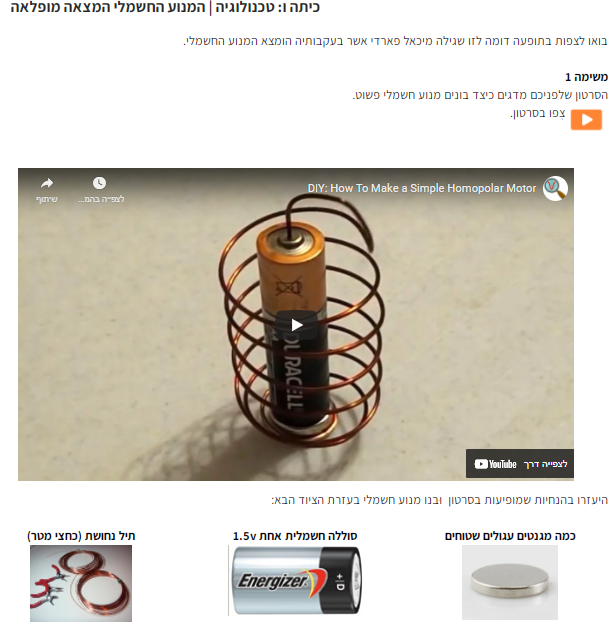 כיתה ו: טכנולוגיה | המנוע החשמלי המצאה מופלאה
בואו לצפות בתופעה דומה לזו שגילה מיכאל פארדי אשר בעקבותיה הומצא המנוע החשמלי.
משימה 1
הסרטון שלפניכם מדגים כיצד בונים מנוע חשמלי פשוט.
צפו בסרטון.
DIY: How To Make a Simple Homopolar Motor
לצפייה בהמ...
שיתוף
DURACELL
לצפייה דרך YouTube
היעזרו בהנחיות שמופיעות בסרטון ובנו מנוע חשמלי בעזרת הציוד הבא:
כמה מגנטים עגולים שטוחים
סוללה חשמלית אחת 1.5v
תיל נחושת (כחצי מטר)
Energizer
+ D